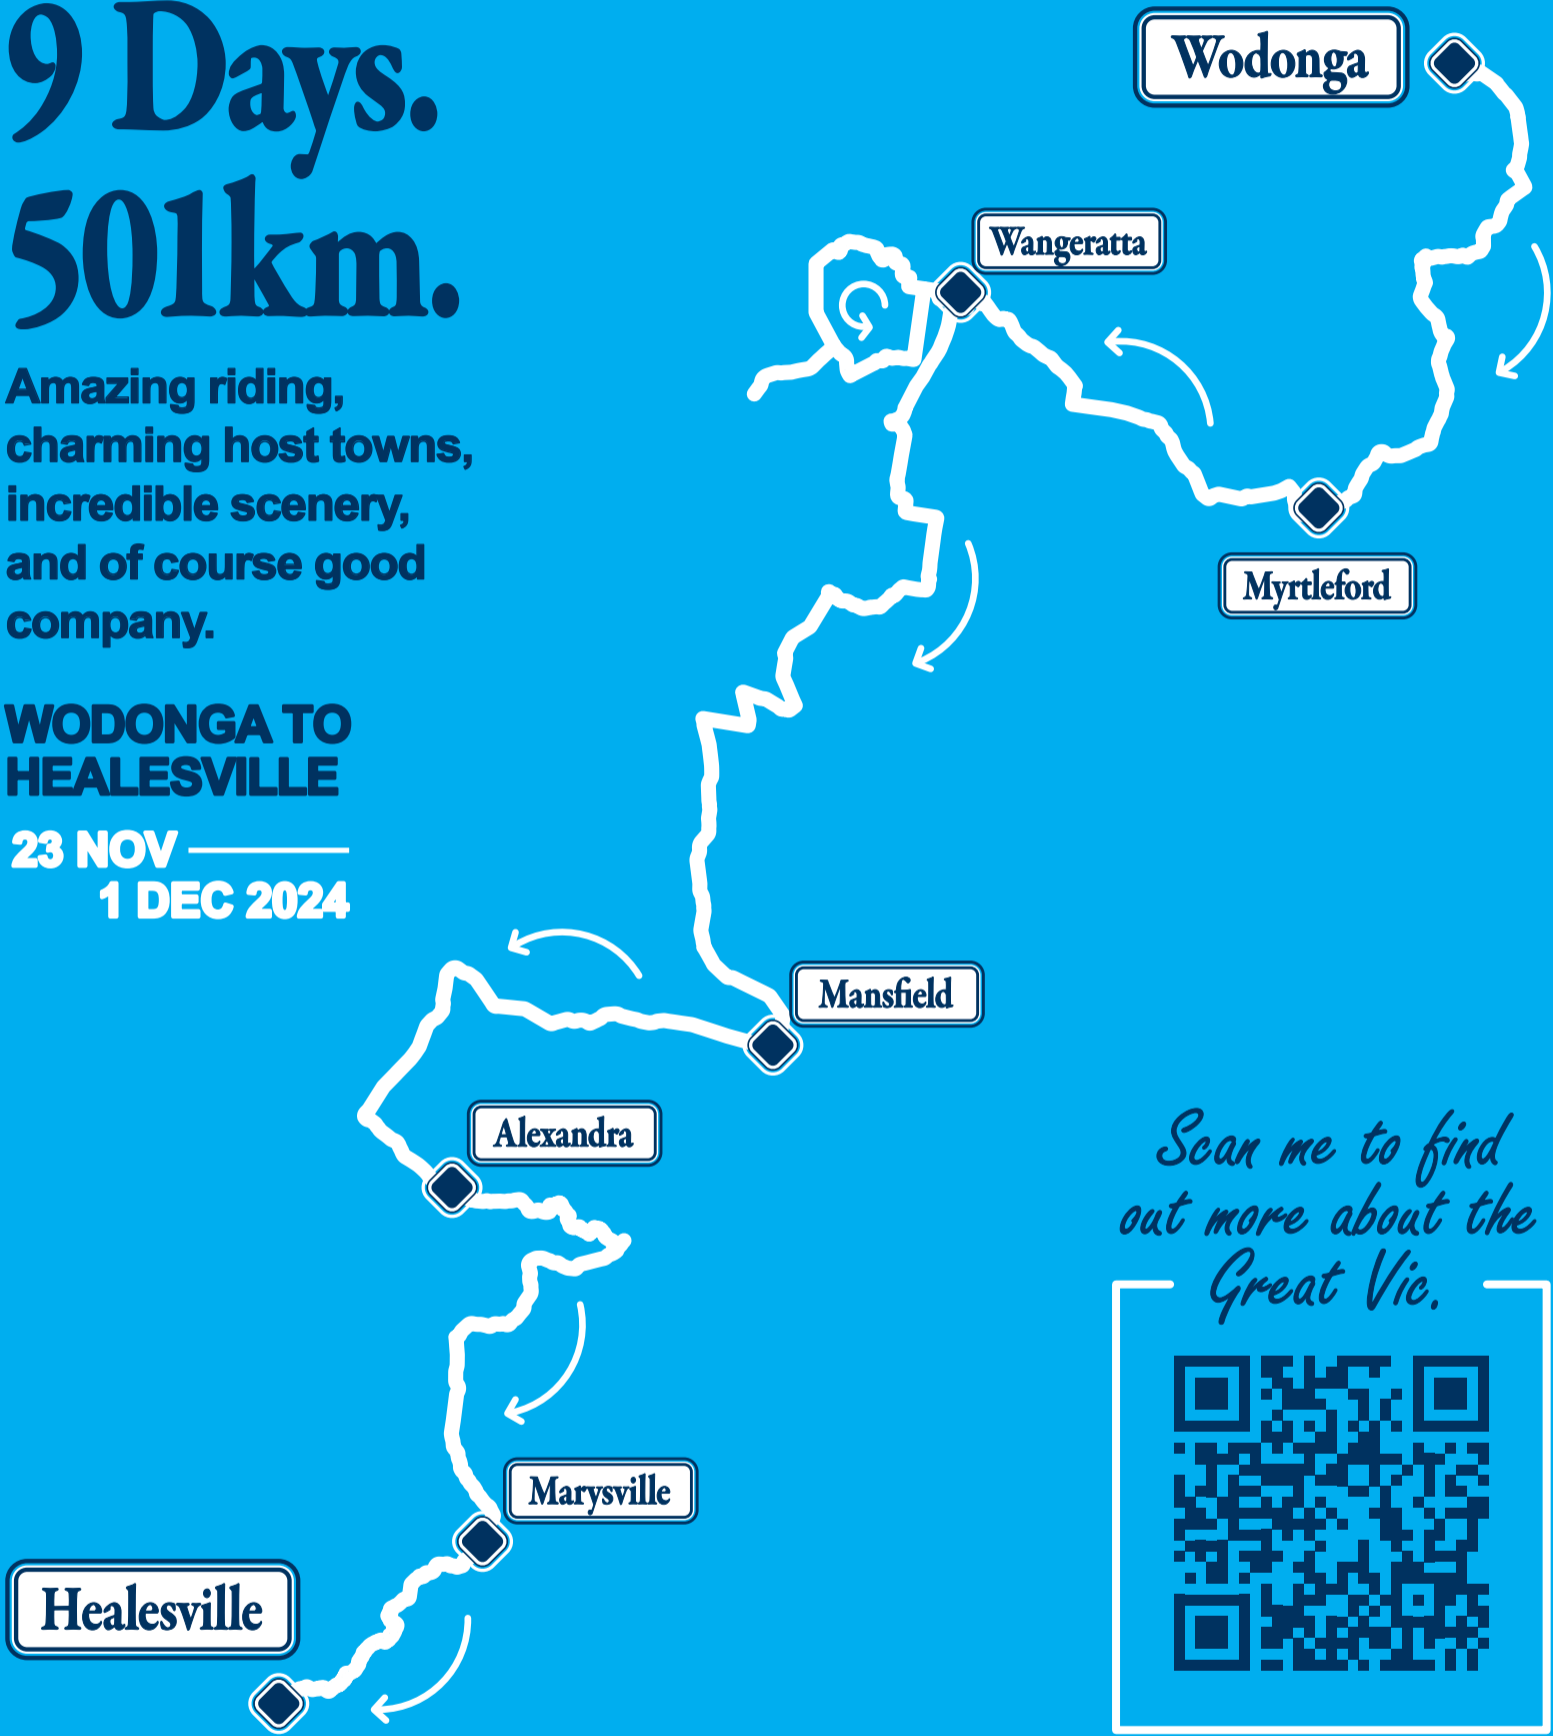 9 Days.
501km.
Amazing riding,
charming host towns,
incredible scenery,
and of course good
company.
WODONGA TO
HEALESVILLE
23 NOV
1 DEC 2024
Wodonga
Wangeratta
Myrtleford
Mansfield
Alexandra
Marysville
Healesville
Scan me to find
out more about the
Great Vic.